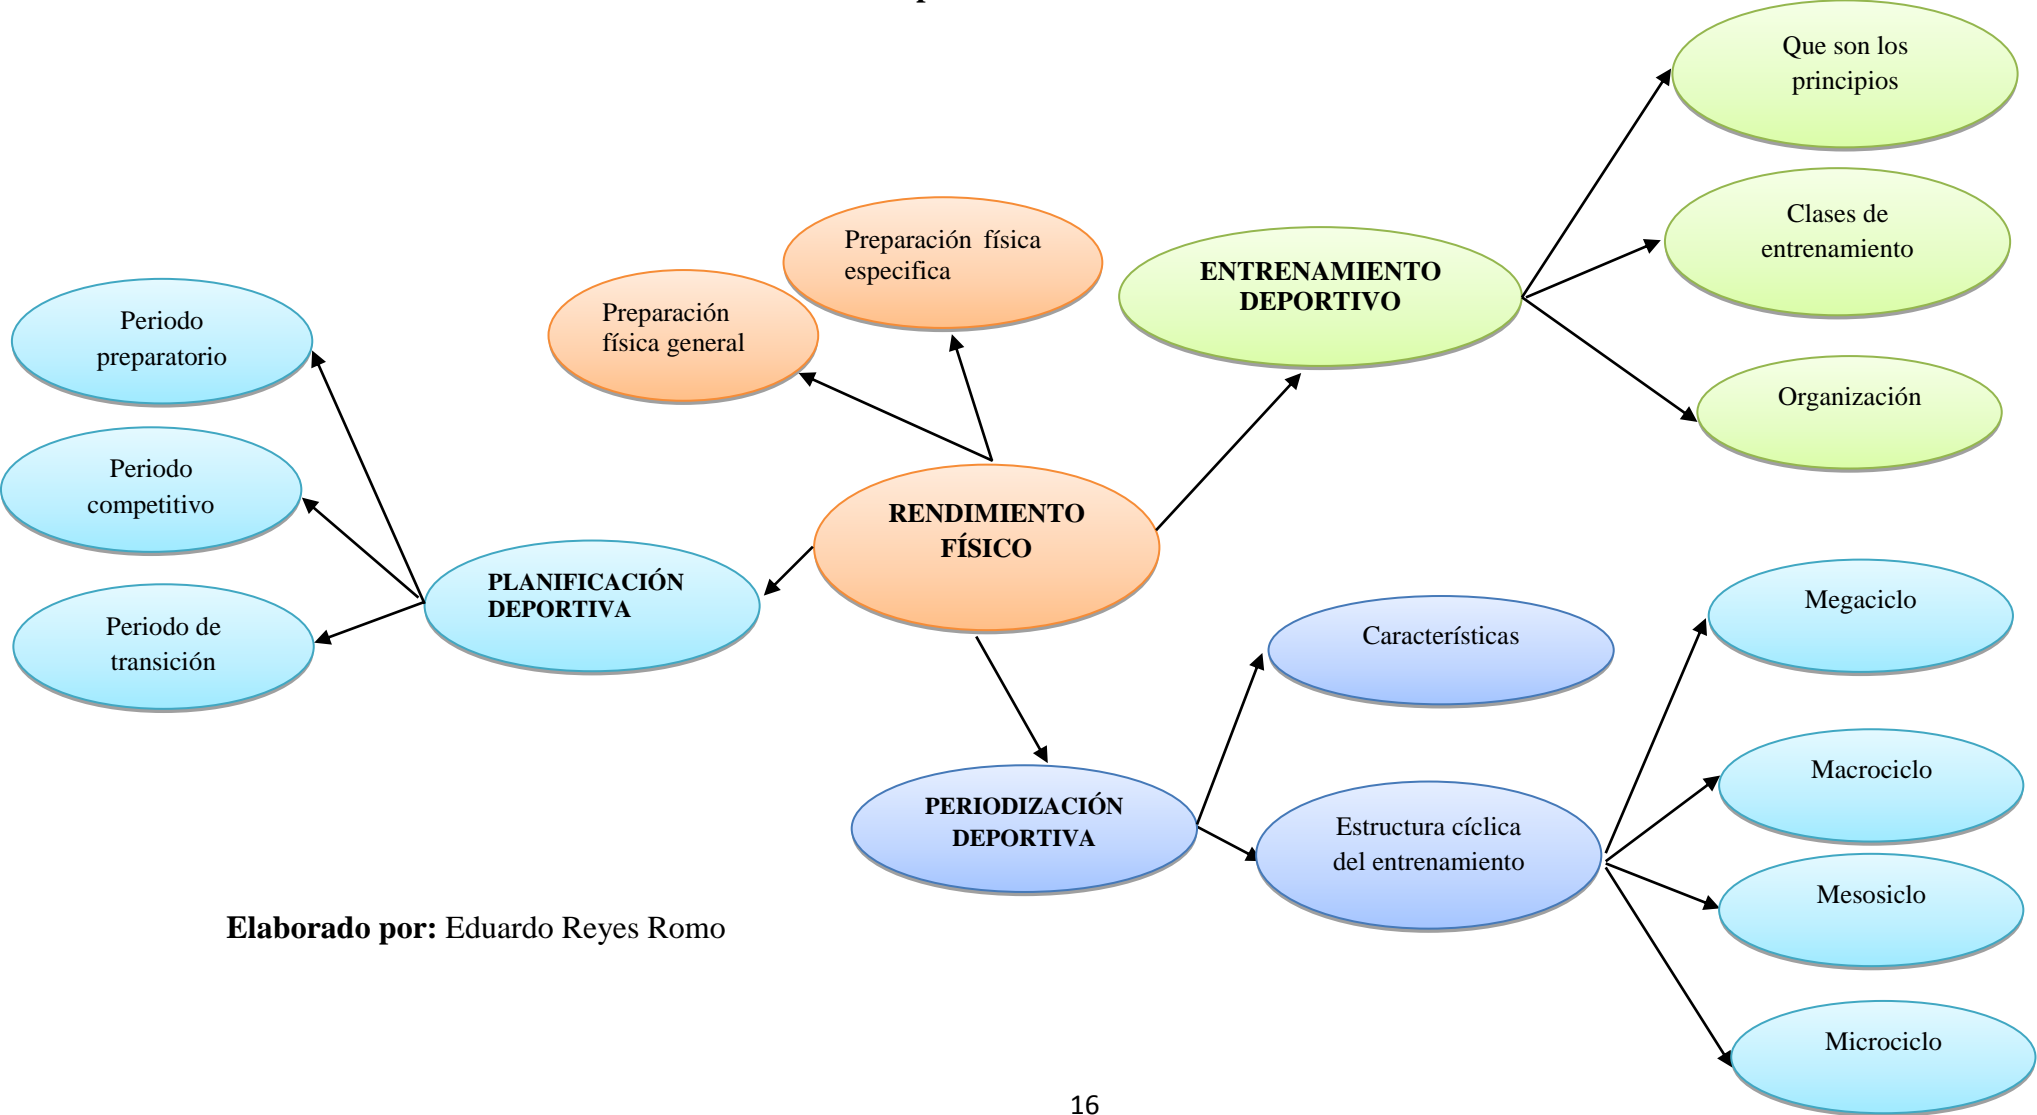 Que son los
principios
Clases de
entrenamiento
Organización
ENTRENAMIENTO
DEPORTIVO
Preparación física
especifica
Preparación
física general
Periodo
preparatorio
Periodo
competitivo
Periodo de
transición
PLANIFICACIÓN
DEPORTIVA
RENDIMIENTO
FÍSICO
Características
PERIODIZACIÓN
DEPORTIVA
Estructura cíclica
del entrenamiento
Megaciclo
Macrociclo
Mesosiclo
Microciclo
Elaborado por: Eduardo Reyes Romo
16